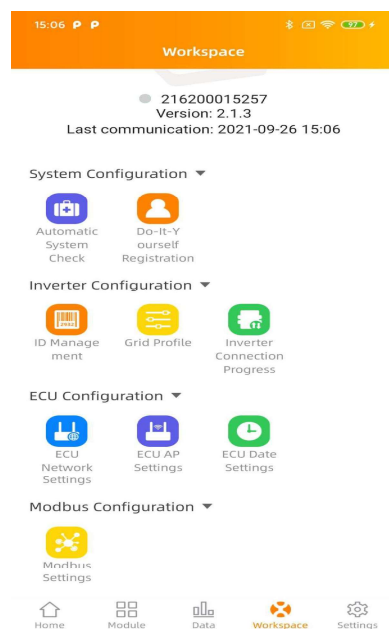 15:06 P P 97
Workspace
216200015257
Version: 2.1.3
Last communication: 2021-09-26 15:06
System Configuration
Automatic
System
Check
Do-It-Y
ourself
Registration
Inverter Configuration
ID Manage
ment
Grid Profile
Inverter
Connection
Progress
ECU Configuration
ECU
Network
Settings
ECU AP
Settings
ECU Date
Settings
Modbus Configuration
Modbus
Settings
Home Module Data Workspace Settings